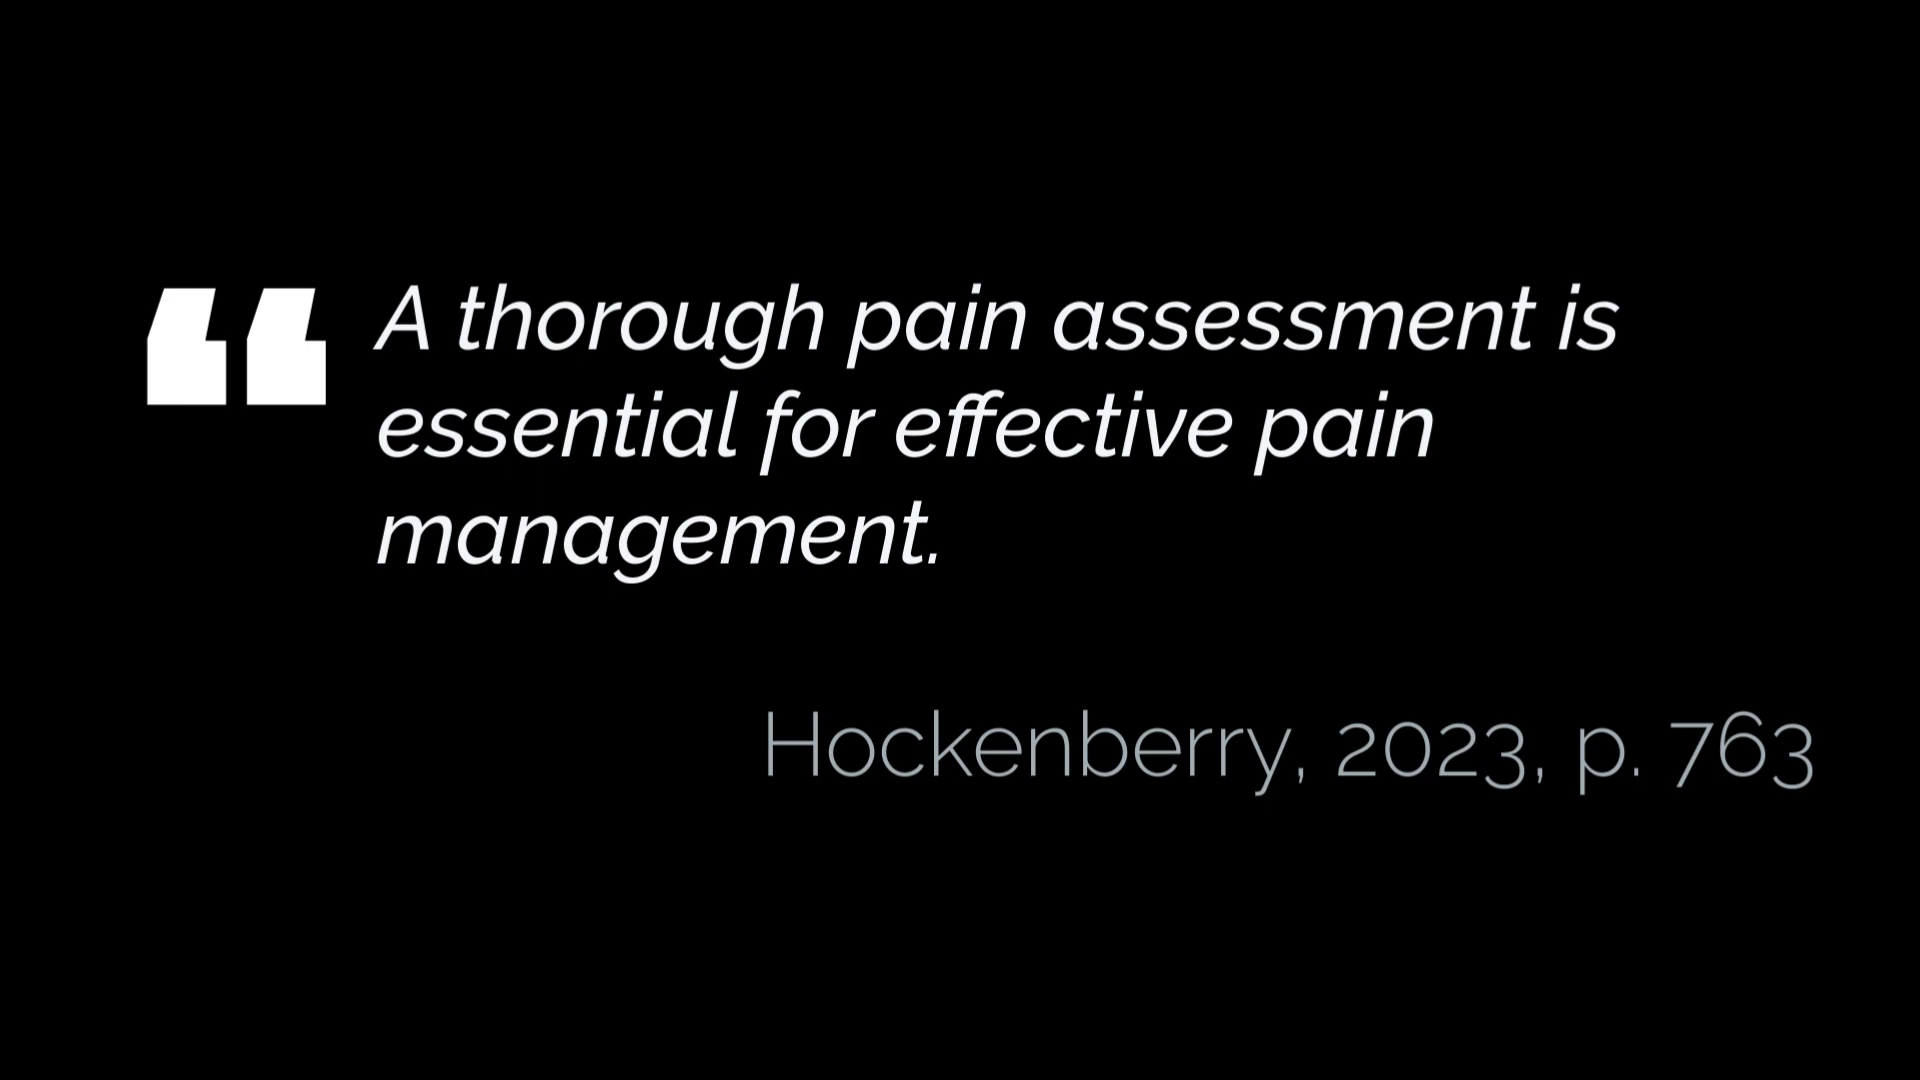 “ A thorough pain assessment is
essential for effective pain
management.
Hockenberry, 2023, p. 763